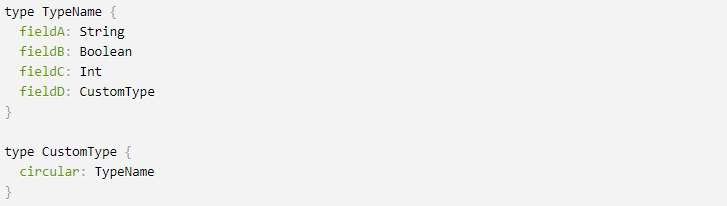 type TypeName {
  fieldA: String
  fieldB: Boolean
  fieldC: Int
  fieldD: CustomType
}

type CustomType {
  circular: TypeName
}